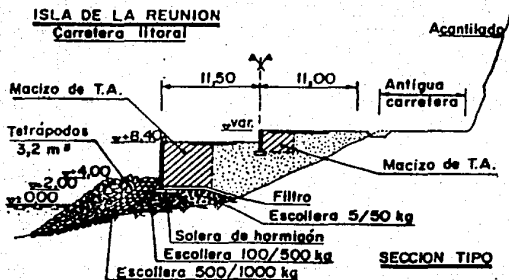 ISLA DE LA REUNION
Carretera litoral
Acantilado
11,50
11,00
Antigua
carretera
Macizo de T.A.
+8,40
var.
Tetrápodos
3,2 m³
+4,00
+2,00
±0,00
Macizo de T.A.
Filtro
Escollera 5/50 kg
Solera de hormigón
Escollera 100/500 kg
Escollera 500/1000 kg
SECCION TIPO